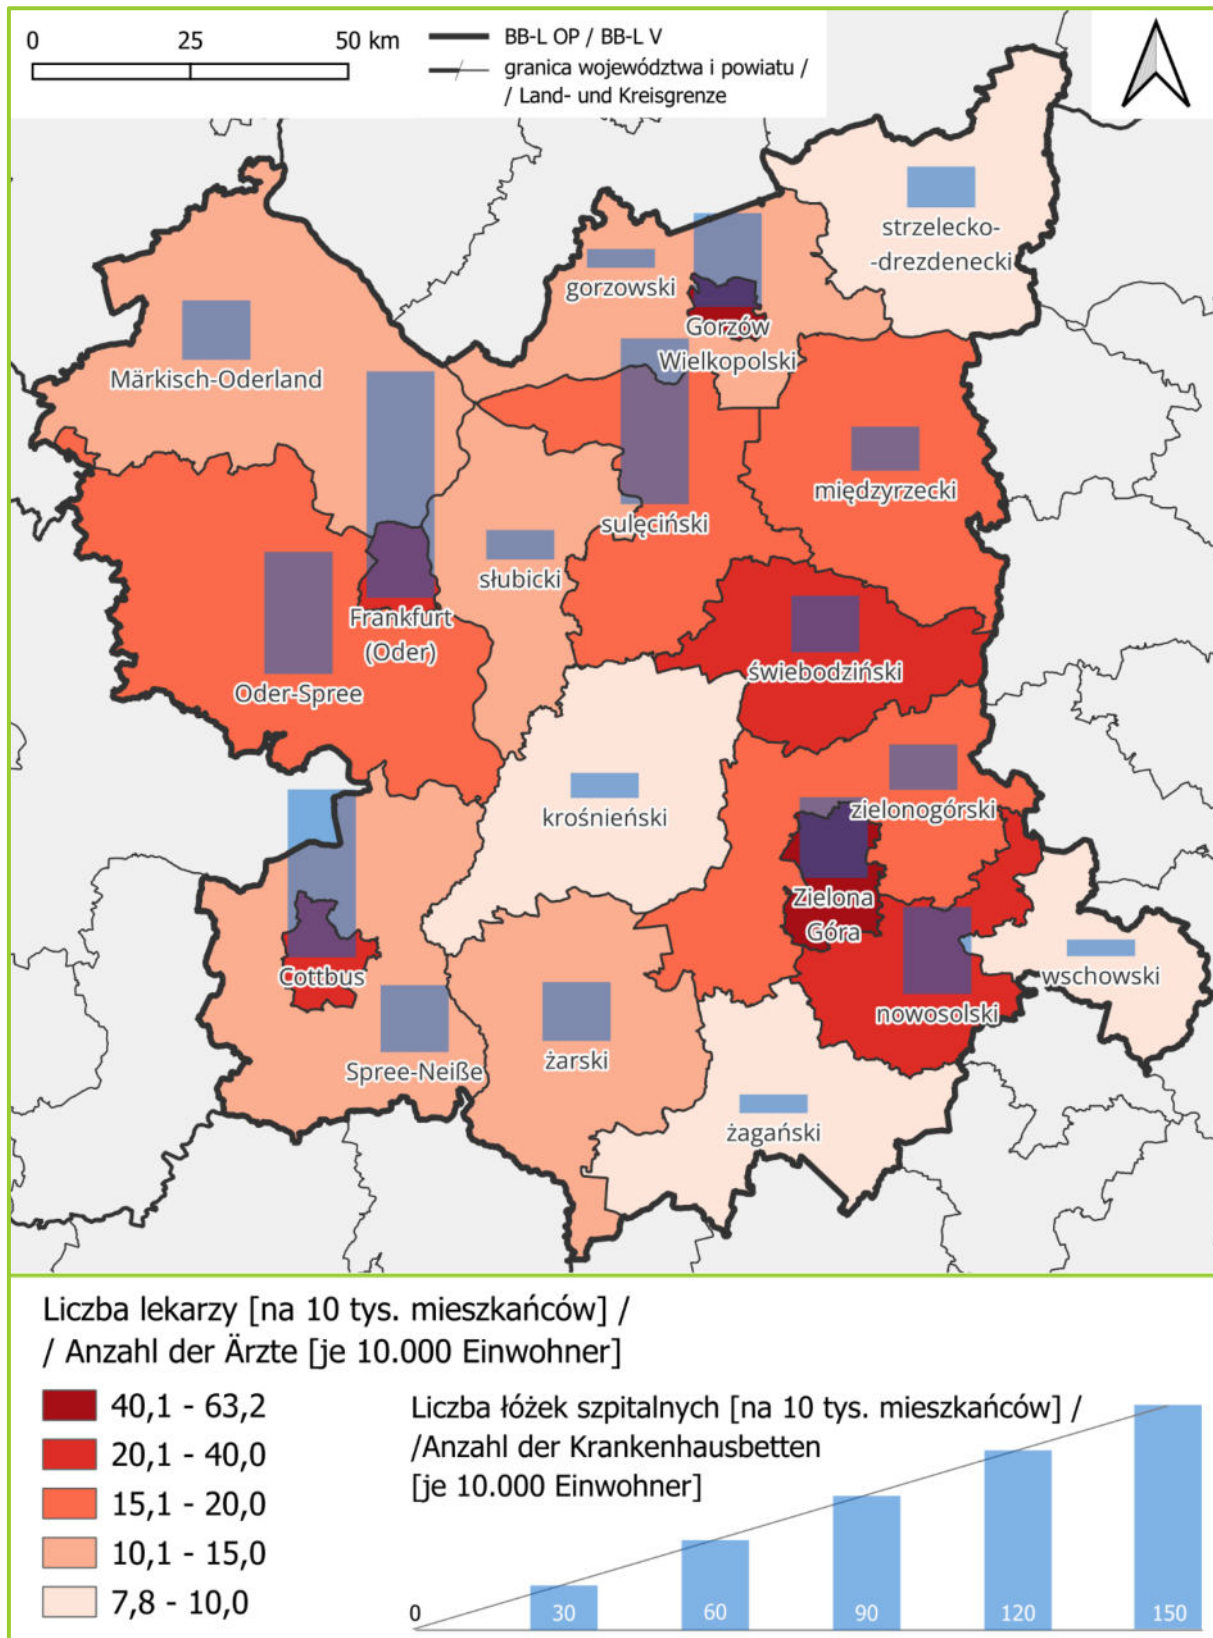 0 25 50 km
BB-L OP / BB-L V
granica województwa i powiatu /
/ Land- und Kreisgrenze
strzelecko-
-drezdenecki
gorzowski
Gorzów
Wielkopolski
Märkisch-Oderland
międzyrzecki
sulęciński
słubicki
Frankfurt
(Oder)
świebodziński
Oder-Spree
krośnieński
zielonogórski
Zielona
Góra
Cottbus
wschowski
nowosolski
Spree-Neiße
żarski
żagański
Liczba lekarzy [na 10 tys. mieszkańców] /
/ Anzahl der Ärzte [je 10.000 Einwohner]
40,1 - 63,2
20,1 - 40,0
15,1 - 20,0
10,1 - 15,0
7,8 - 10,0
Liczba łóżek szpitalnych [na 10 tys. mieszkańców] /
/Anzahl der Krankenhausbetten
[je 10.000 Einwohner]
0 30 60 90 120 150